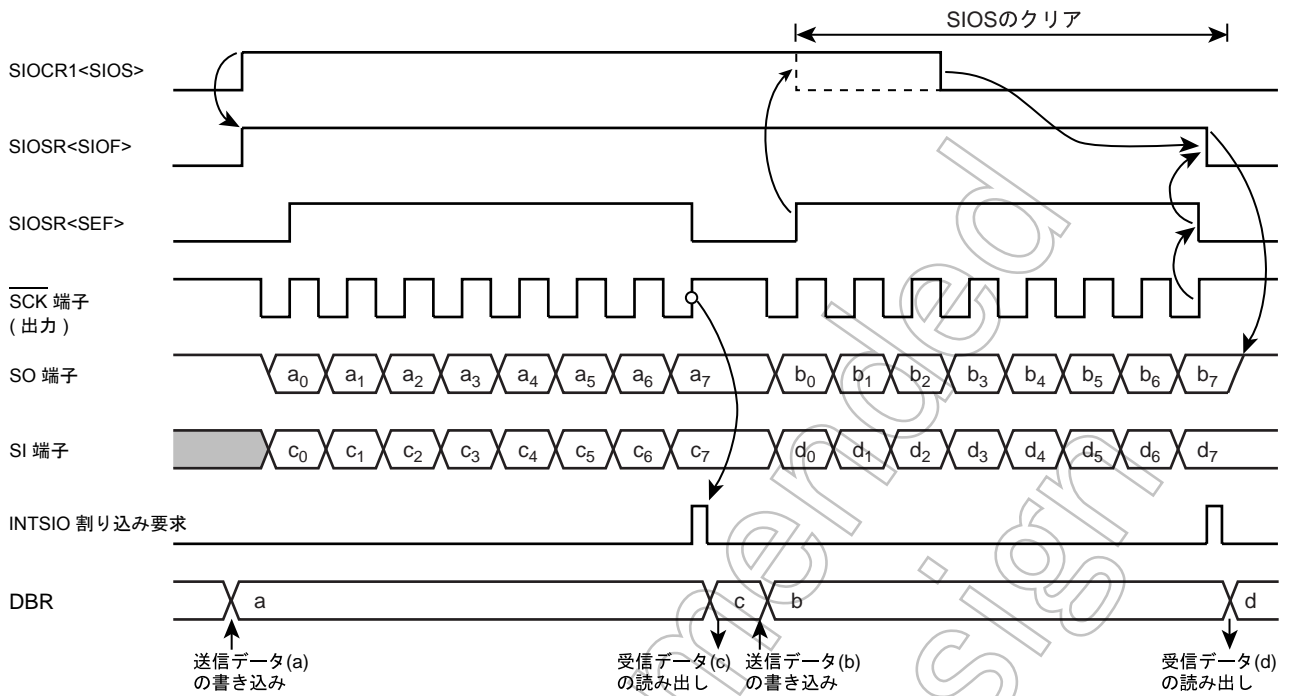 SIOSのクリア
SIOCR1<SIOS>
SIOSR<SIOF>
SIOSR<SEF>
SCK 端子
( 出力 )
SO 端子
a0 a1 a2 a3 a4 a5 a6 a7 b0 b1 b2 b3 b4 b5 b6 b7
SI 端子
c0 c1 c2 c3 c4 c5 c6 c7 d0 d1 d2 d3 d4 d5 d6 d7
INTSIO 割り込み要求
DBR
a c b d
送信データ(a)
の書き込み
受信データ(c)
の読み出し
送信データ(b)
の書き込み
受信データ(d)
の読み出し
mended
sign